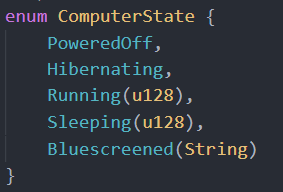 enum ComputerState {
    PoweredOff,
    Hibernating,
    Running(u128),
    Sleeping(u128),
    Bluescreened(String)
}